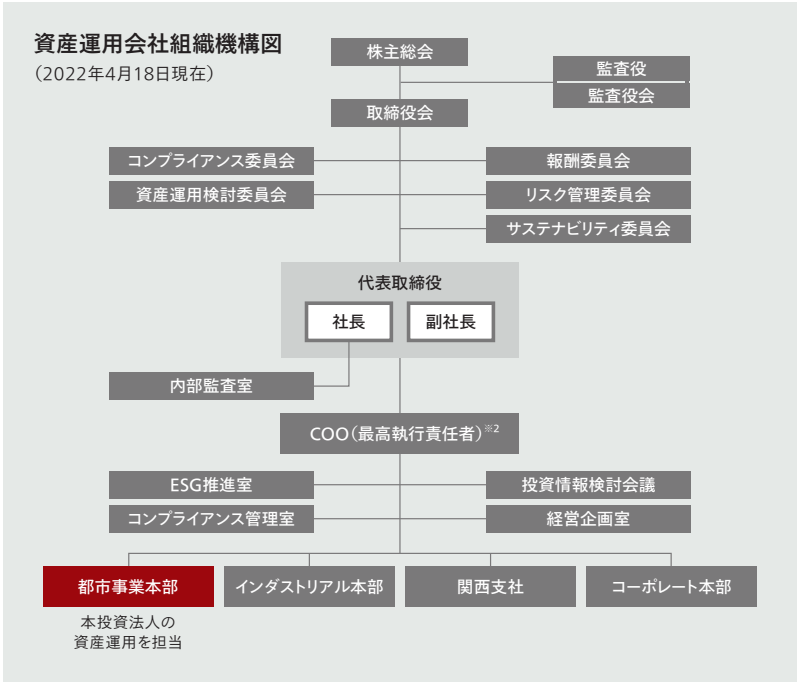 資産運用会社組織機構図
（2022年4月18日現在）
株主総会
監査役
監査役会
取締役会
コンプライアンス委員会
報酬委員会
資産運用検討委員会
リスク管理委員会
サステナビリティ委員会
代表取締役
社長
副社長
内部監査室
COO（最高執行責任者）※2
ESG推進室
投資情報検討会議
コンプライアンス管理室
経営企画室
都市事業本部
インダストリアル本部
関西支社
コーポレート本部
本投資法人の
資産運用を担当